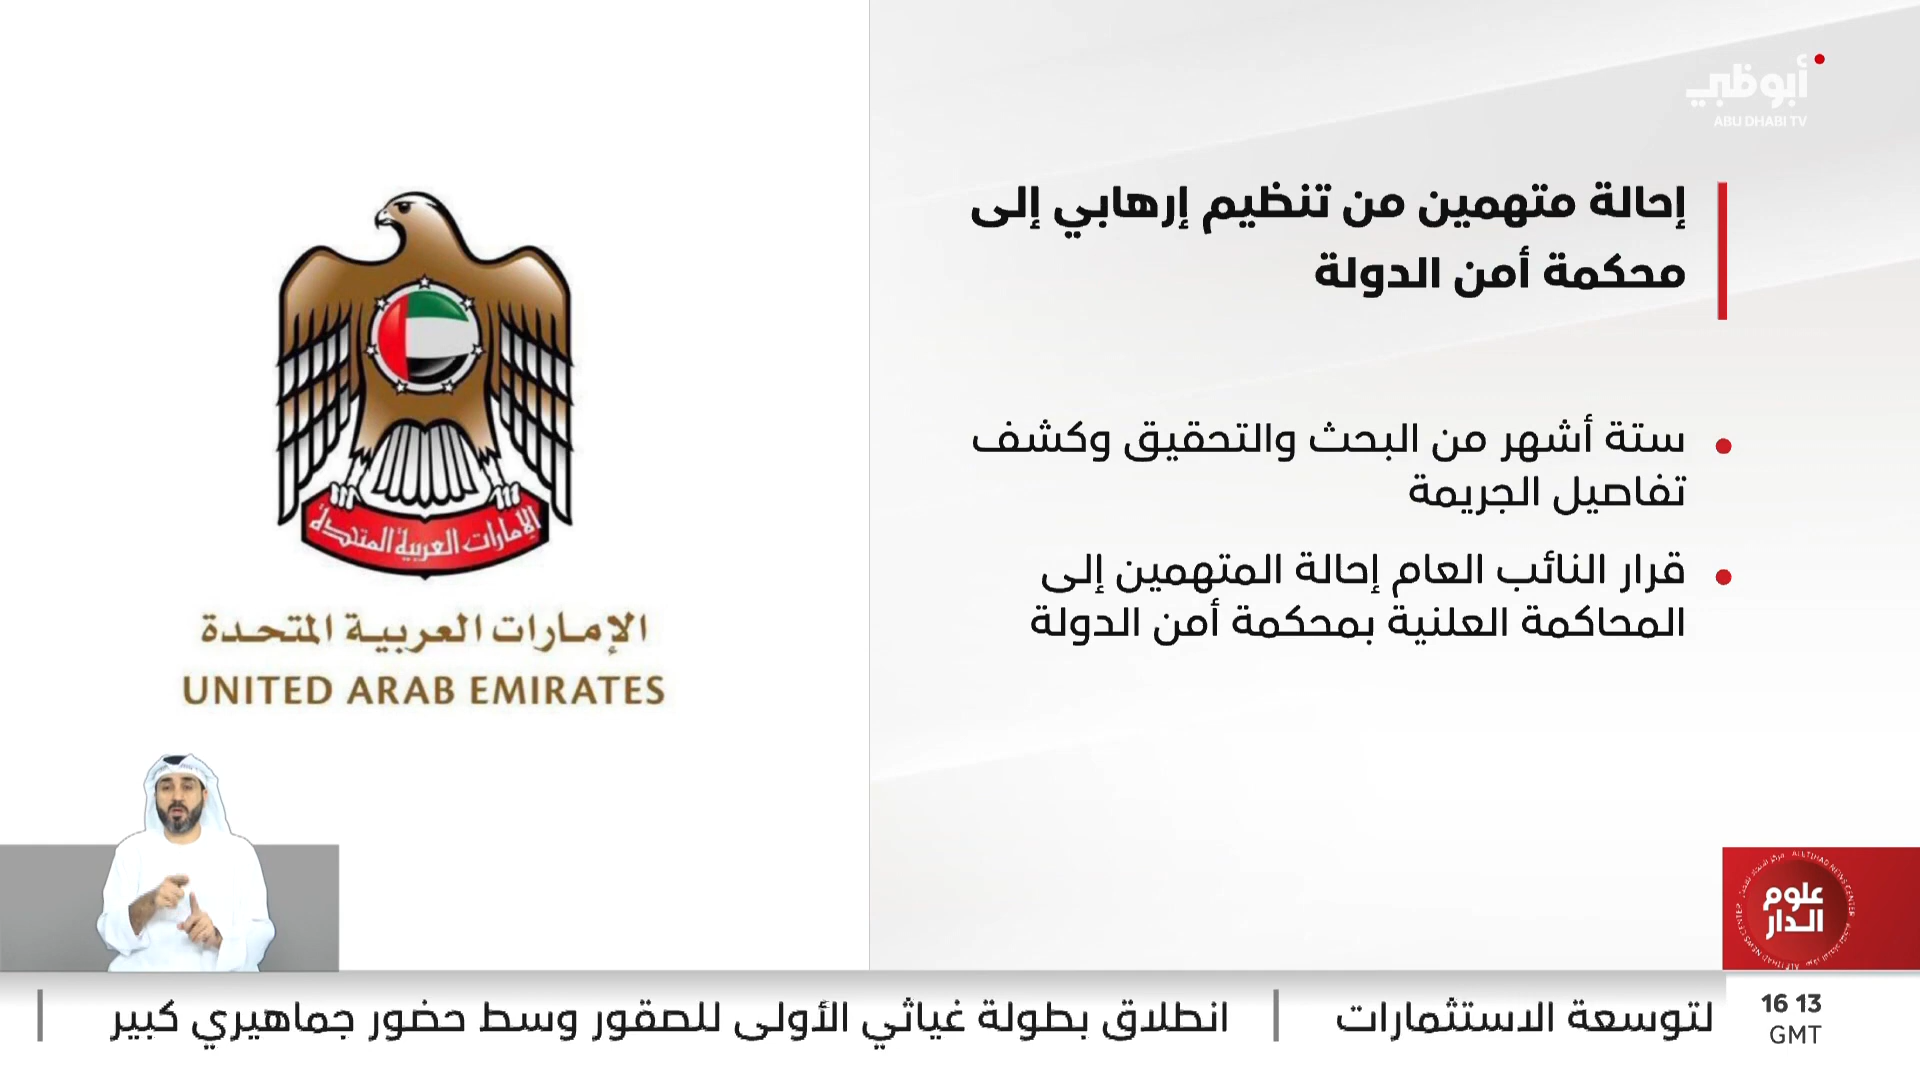 أبوظبي
ABU DHABI TV
إحالة متهمين من تنظيم إرهابي إلى
محكمة أمن الدولة
ستة أشهر من البحث والتحقيق وكشف
تفاصيل الجريمة
قرار النائب العام إحالة المتهمين إلى
المحاكمة العلنية بمحكمة أمن الدولة
الإمارات العربية المتحدة
الإمارات العربية المتحدة
UNITED ARAB EMIRATES
علوم
الدار
لتوسعة الاستثمارات | انطلاق بطولة غياثي الأولى للصقور وسط حضور جماهيري كبير |
16 13
GMT